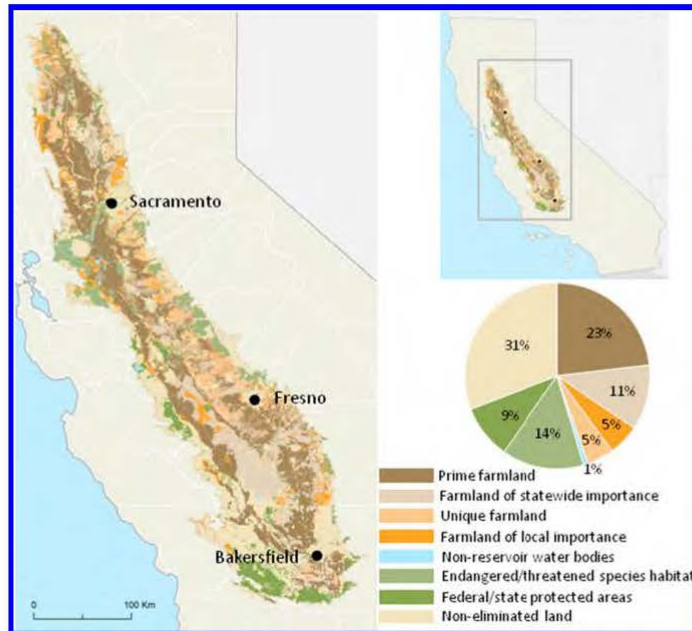 Sacramento
Fresno
Bakersfield
0 100 Km
31%
23%
11%
5%
5%
1%
14%
9%
Prime farmland
Farmland of statewide importance
Unique farmland
Farmland of local importance
Non-reservoir water bodies
Endangered/threatened species habitat
Federal/state protected areas
Non-eliminated land